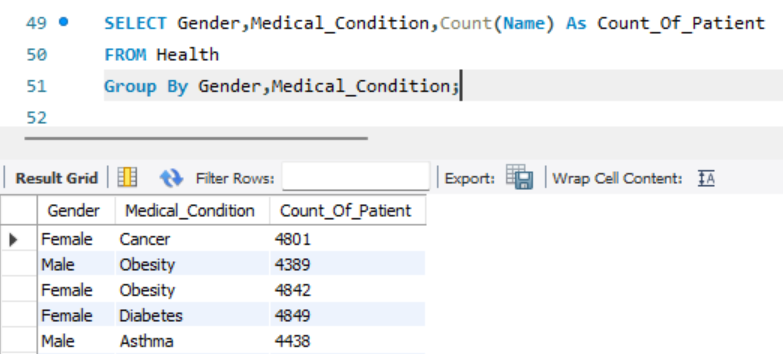 49 SELECT Gender,Medical_Condition,Count(Name) As Count_Of_Patient
50 FROM Health
51 Group By Gender,Medical_Condition;
52
Result Grid Filter Rows: Export: Wrap Cell Content: IA
Gender Medical_Condition Count_Of_Patient
Female Cancer 4801
Male Obesity 4389
Female Obesity 4842
Female Diabetes 4849
Male Asthma 4438